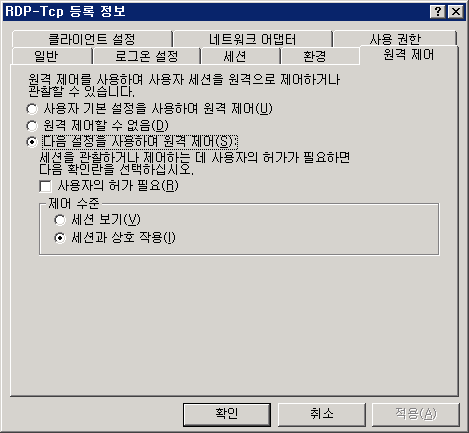 RDP-Tcp 등록 정보
클라이언트 설정 네트워크 어댑터 사용 권한
일반 로그온 설정 세션 환경 원격 제어
원격 제어를 사용하여 사용자 세션을 원격으로 제어하거나
관찰할 수 있습니다.
사용자 기본 설정을 사용하여 원격 제어(U)
원격 제어할 수 없음(D)
다음 설정을 사용하여 원격 제어(S)
세션을 관찰하거나 제어하는 데 사용자의 허가가 필요하면
다음 확인란을 선택하십시오.
사용자의 허가 필요(R)
제어 수준
세션 보기(V)
세션과 상호 작용(I)
확인 취소 적용(A)